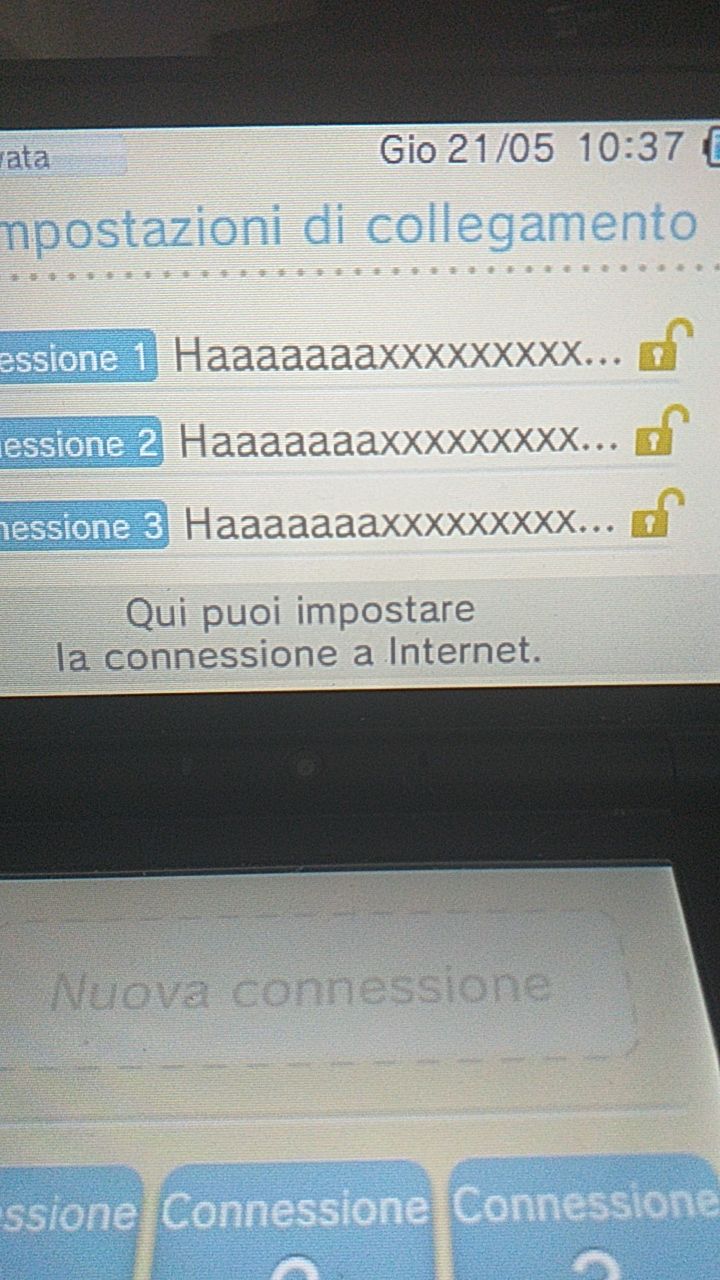 vata Gio 21/05 10:37
mpostazioni di collegamento
essione 1 Haaaaaaaxxxxxxxxx...
essione 2 Haaaaaaaxxxxxxxxx...
nessione 3 Haaaaaaaxxxxxxxxx...
Qui puoi impostare
la connessione a Internet.
Nuova connessione
ssione Connessione Connessione